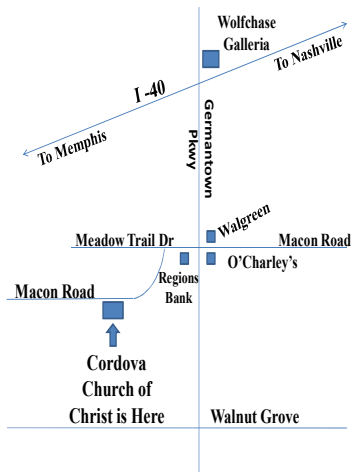 Wolfchase
Galleria
To Nashville
I -40
To Memphis
Germantown
Pkwy
Walgreen
Meadow Trail Dr
Macon Road
O'Charley's
Regions
Bank
Macon Road
Cordova
Church of
Christ is Here
Walnut Grove